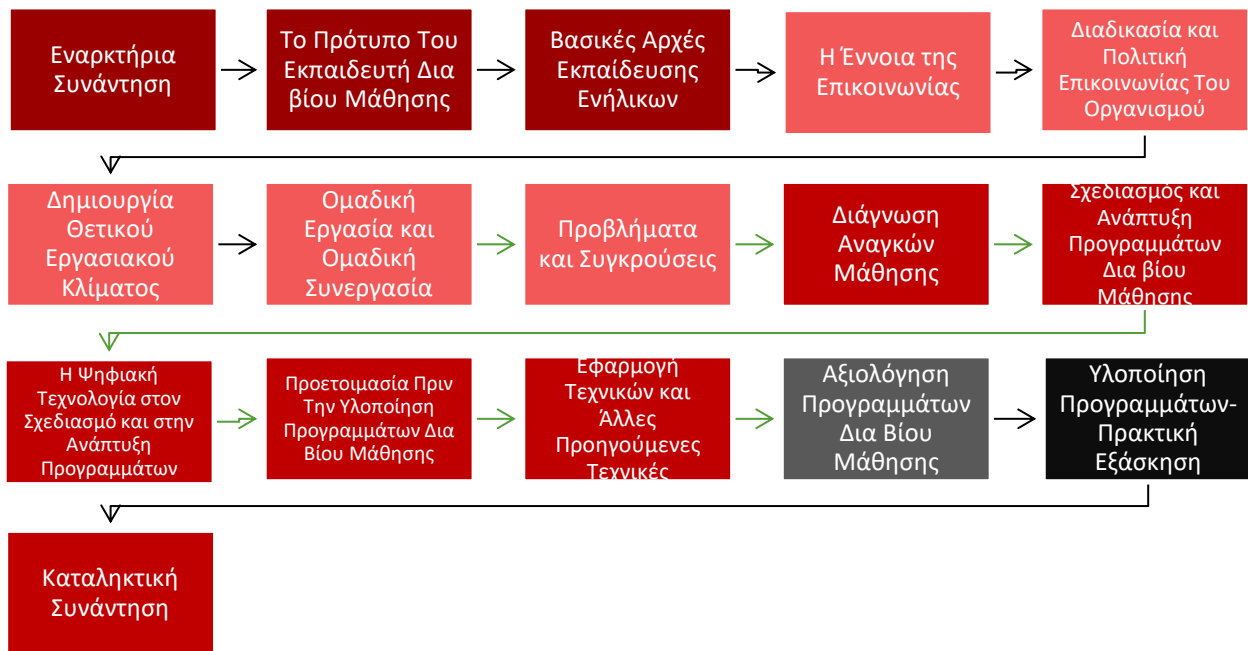 Εναρκτήρια
Συνάντηση
Το Πρότυπο Του
Εκπαιδευτή Δια
βίου Μάθησης
Βασικές Αρχές
Εκπαίδευσης
Ενήλικων
Η Έννοια της
Επικοινωνίας
Διαδικασία και
Πολιτική
Επικοινωνίας Του
Οργανισμού
Δημιουργία
Θετικού
Εργασιακού
Κλίματος
Ομαδική
Εργασία και
Ομαδική
Συνεργασία
Προβλήματα
και Συγκρούσεις
Διάγνωση
Αναγκών
Μάθησης
Σχεδιασμός και
Ανάπτυξη
Προγραμμάτων
Δια βίου
Μάθησης
Η Ψηφιακή
Τεχνολογία στον
Σχεδιασμό και στην
Ανάπτυξη
Προγραμμάτων
Προετοιμασία Πριν
Την Υλοποίηση
Προγραμμάτων Δια
Βίου Μάθησης
Εφαρμογή
Τεχνικών και
Άλλες
Προηγούμενες
Τεχνικές
Αξιολόγηση
Προγραμμάτων
Δια Βίου
Μάθησης
Υλοποίηση
Προγραμμάτων-
Πρακτική
Εξάσκηση
Καταληκτική
Συνάντηση